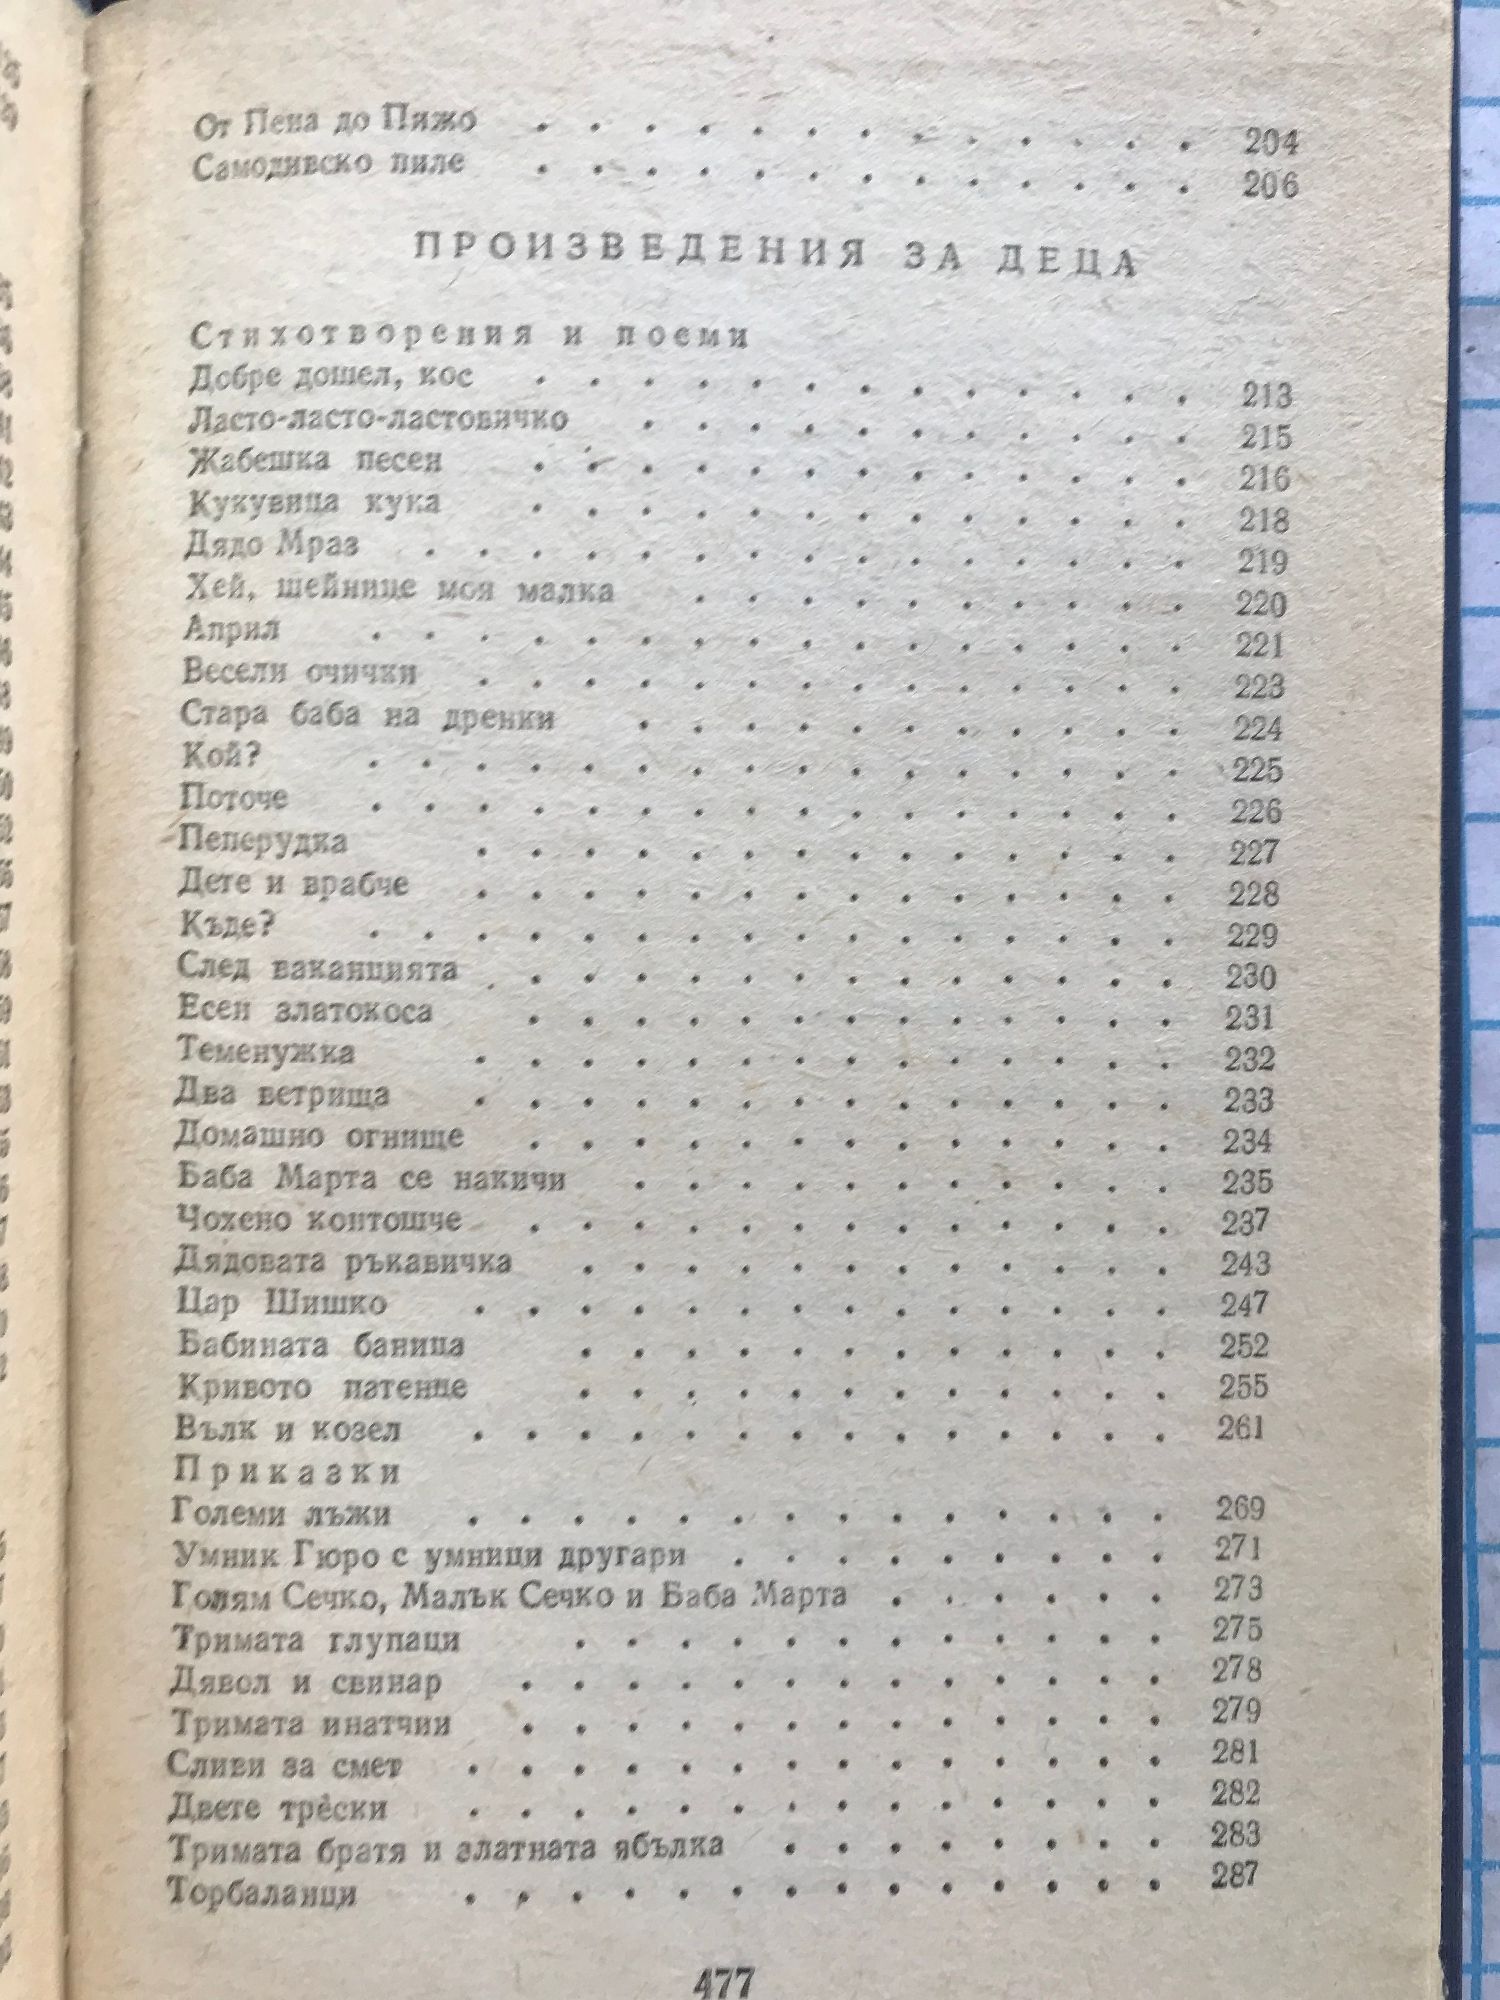 От Пена до Пижо . . . . . . . . . . . . . 204
Самодивско пиле . . . . . . . . . . . . . 206
ПРОИЗВЕДЕНИЯ ЗА ДЕЦА
Стихотворения и поеми
Добре дошел, кос . . . . . . . . . . . . . 213
Ласто-ласто-ластовичко . . . . . . . . . . . 215
Жабешка песен . . . . . . . . . . . . . 216
Кукувица кука . . . . . . . . . . . . . 218
Дядо Мраз . . . . . . . . . . . . . . . 219
Хей, шейнице моя малка . . . . . . . . . . 220
Април . . . . . . . . . . . . . . . . 221
Весели очички . . . . . . . . . . . . . . 223
Стара баба на дренки . . . . . . . . . . . 224
Кой? . . . . . . . . . . . . . . . . 225
Поточе . . . . . . . . . . . . . . . . 226
Пеперудка . . . . . . . . . . . . . . 227
Дете и врабче . . . . . . . . . . . . . . 228
Къде? . . . . . . . . . . . . . . . . 229
След ваканцията . . . . . . . . . . . . . 230
Есен златокоса . . . . . . . . . . . . . 231
Теменужка . . . . . . . . . . . . . . 232
Два ветрища . . . . . . . . . . . . . . 233
Домашно огнище . . . . . . . . . . . . . 234
Баба Марта се накичи . . . . . . . . . . . 235
Чохено контошче . . . . . . . . . . . . . 237
Дядовата ръкавичка . . . . . . . . . . . . 243
Цар Шишко . . . . . . . . . . . . . . 247
Бабината баница . . . . . . . . . . . . 252
Кривото патенце . . . . . . . . . . . . 255
Вълк и козел . . . . . . . . . . . . . . 261
Приказки
Големи лъжи . . . . . . . . . . . . . . 269
Умник Гюро с умници другари . . . . . . . . . 271
Голям Сечко, Малък Сечко и Баба Марта . . . . . . 273
Тримата глупаци . . . . . . . . . . . . 275
Дявол и свинар . . . . . . . . . . . . . 278
Тримата инатчии . . . . . . . . . . . . . 279
Сливи за смет . . . . . . . . . . . . . . 281
Двете трѐски . . . . . . . . . . . . . . 282
Тримата братя и златната ябълка . . . . . . . . 283
Торбаланци . . . . . . . . . . . . . . 287
477